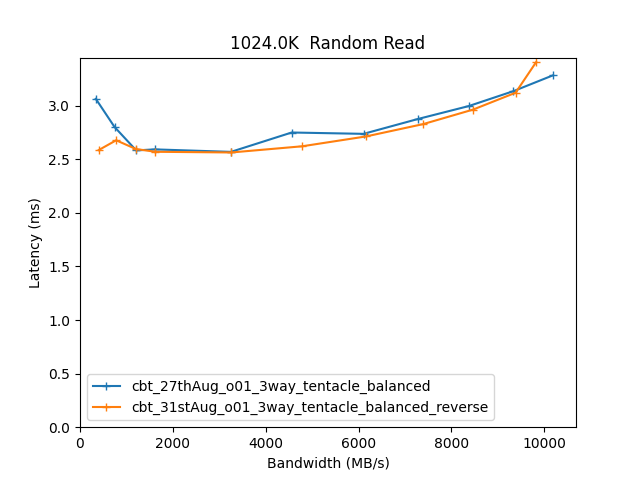 1024.0K  Random Read
3.0
2.5
2.0
1.5
1.0
0.5
0.0
Latency (ms)
cbt_27thAug_o01_3way_tentacle_balanced
cbt_31stAug_o01_3way_tentacle_balanced_reverse
0 2000 4000 6000 8000 10000
Bandwidth (MB/s)